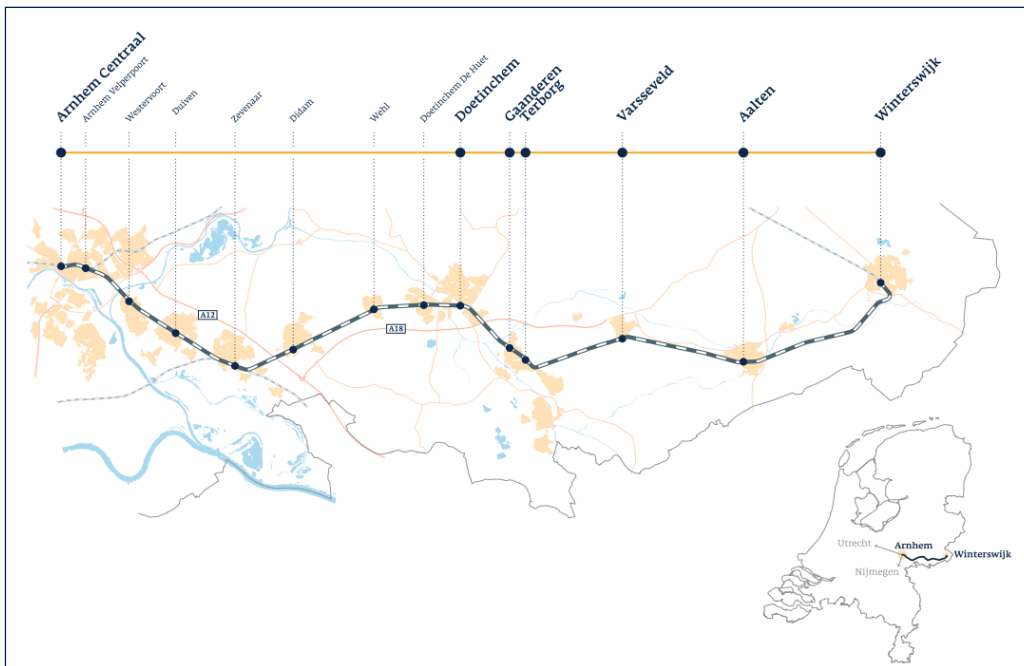 Arnhem Centraal
Arnhem Velperpoort
Westervoort
Duiven
Zevenaar
Didam
Wehl
Doetinchem De Huet
Doetinchem
Gaanderen
Terborg
Varsseveld
Aalten
Winterswijk
A12
A18
Utrecht
Arnhem
Winterswijk
Nijmegen